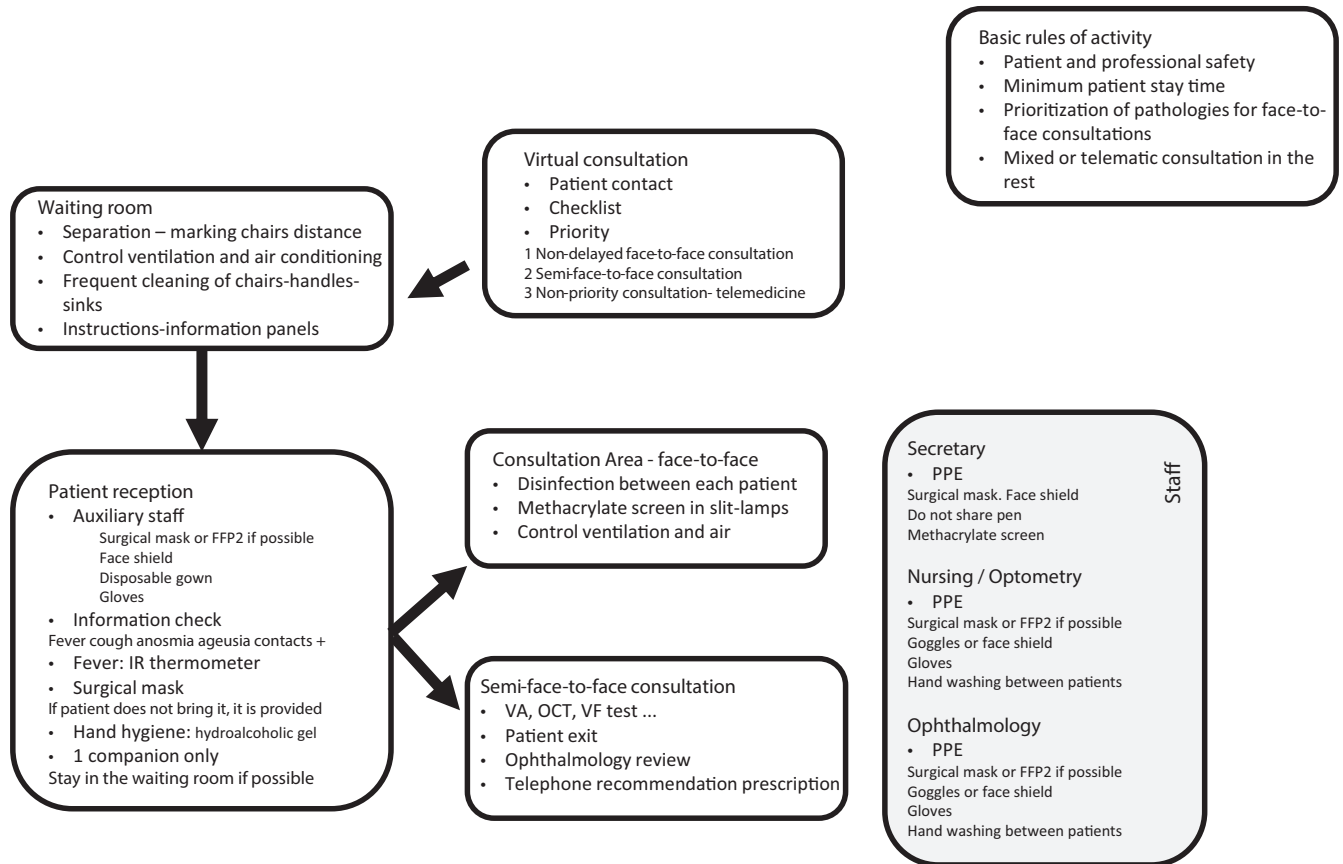 Basic rules of activity
• Patient and professional safety
• Minimum patient stay time
• Prioritization of pathologies for face-to-
face consultations
• Mixed or telematic consultation in the
rest
Virtual consultation
• Patient contact
• Checklist
• Priority
1 Non-delayed face-to-face consultation
2 Semi-face-to-face consultation
3 Non-priority consultation- telemedicine
Waiting room
• Separation – marking chairs distance
• Control ventilation and air conditioning
• Frequent cleaning of chairs-handles-
sinks
• Instructions-information panels
Patient reception
• Auxiliary staff
Surgical mask or FFP2 if possible
Face shield
Disposable gown
Gloves
• Information check
Fever cough anosmia ageusia contacts +
• Fever: IR thermometer
• Surgical mask
If patient does not bring it, it is provided
• Hand hygiene: hydroalcoholic gel
• 1 companion only
Stay in the waiting room if possible
Consultation Area - face-to-face
• Disinfection between each patient
• Methacrylate screen in slit-lamps
• Control ventilation and air
Semi-face-to-face consultation
• VA, OCT, VF test ...
• Patient exit
• Ophthalmology review
• Telephone recommendation prescription
Staff
Secretary
• PPE
Surgical mask. Face shield
Do not share pen
Methacrylate screen
Nursing / Optometry
• PPE
Surgical mask or FFP2 if possible
Goggles or face shield
Gloves
Hand washing between patients
Ophthalmology
• PPE
Surgical mask or FFP2 if possible
Goggles or face shield
Gloves
Hand washing between patients